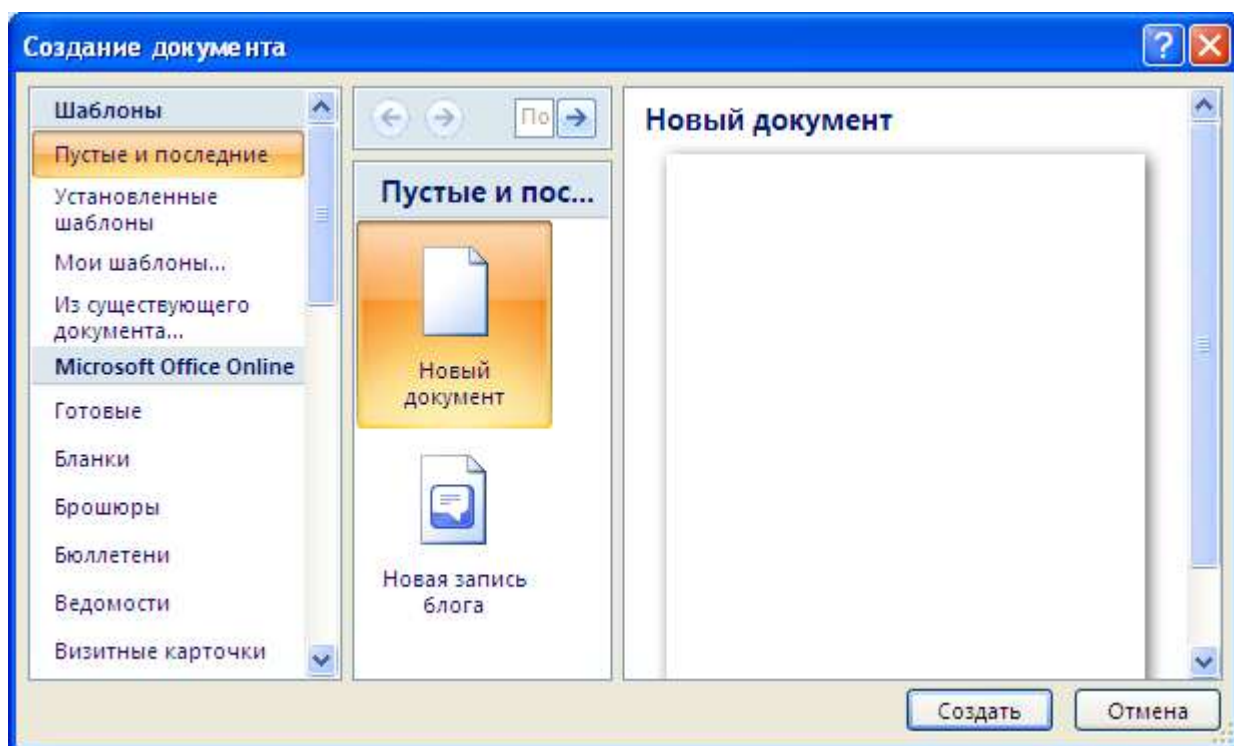 Создание документа
Шаблоны
Пустые и последние
Установленные
шаблоны
Мои шаблоны...
Из существующего
документа...
Microsoft Office Online
Готовые
Бланки
Брошюры
Бюллетени
Ведомости
Визитные карточки
По
Пустые и пос...
Новый
документ
Новая запись
блога
Новый документ
Создать
Отмена